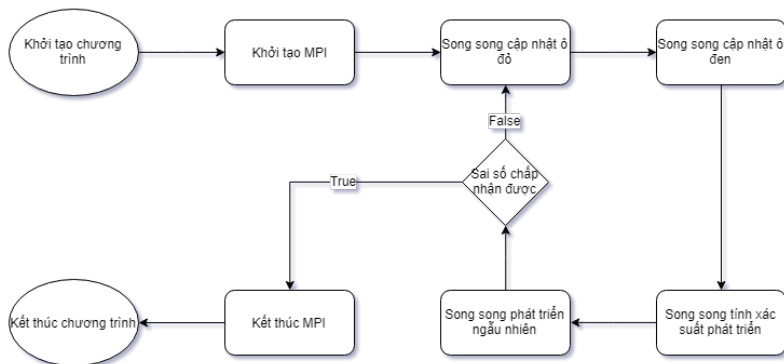 Khởi tạo chương
trình
Khởi tạo MPI
Song song cập nhật ô
đỏ
Song song cập nhật ô
đen
False
Sai số chấp
nhận được
True
Kết thúc chương trình
Kết thúc MPI
Song song phát triển
ngẫu nhiên
Song song tính xác
suất phát triển